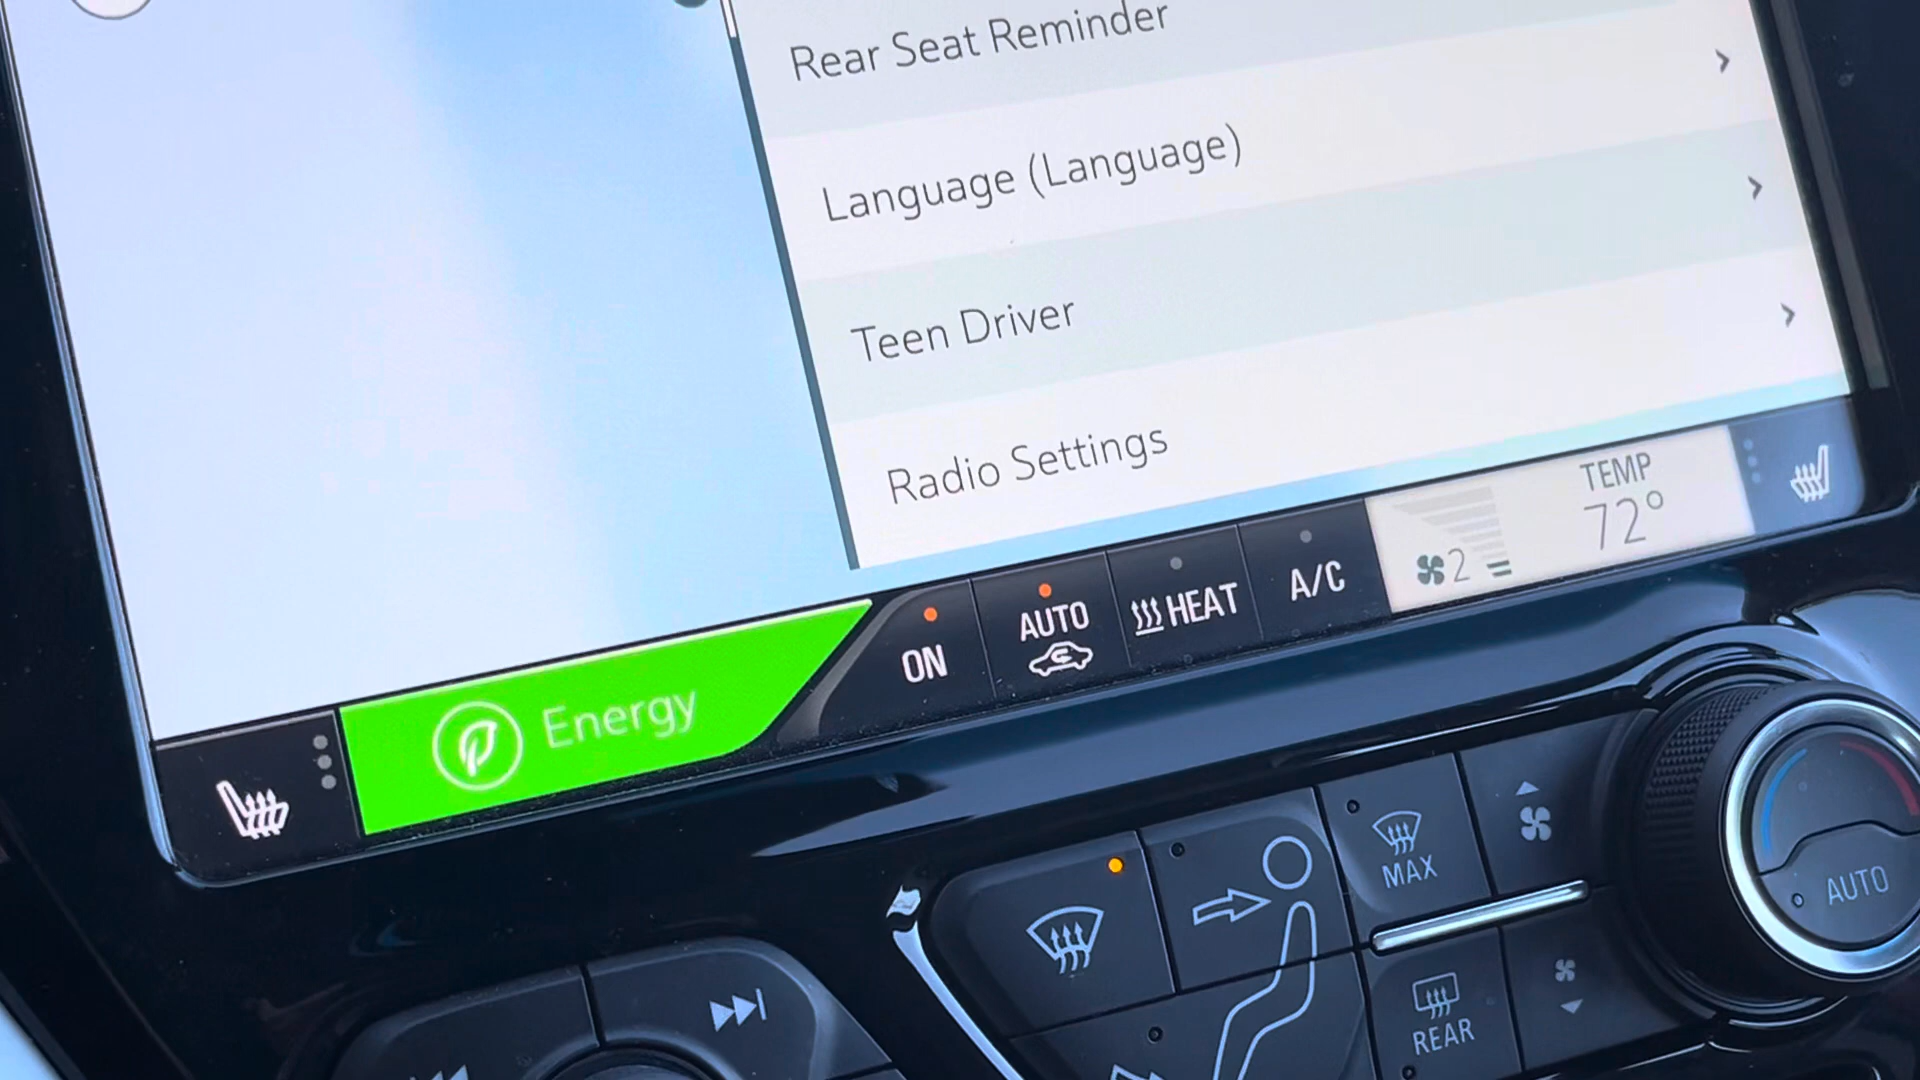 Rear Seat Reminder
Language (Language)
Teen Driver
Radio Settings
TEMP
72°
2
A/C
HEAT
AUTO
ON
Energy
MAX
AUTO
REAR